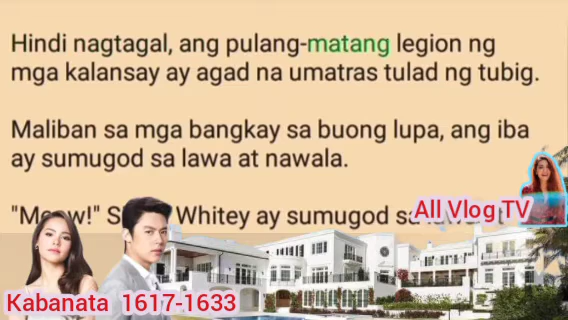 Hindi nagtagal, ang pulang-matang legion ng
mga kalansay ay agad na umatras tulad ng tubig.
Maliban sa mga bangkay sa buong lupa, ang iba
ay sumugod sa lawa at nawala.
Whitey ay sumugod
All Vlog TV
Kabanata 1617-1633